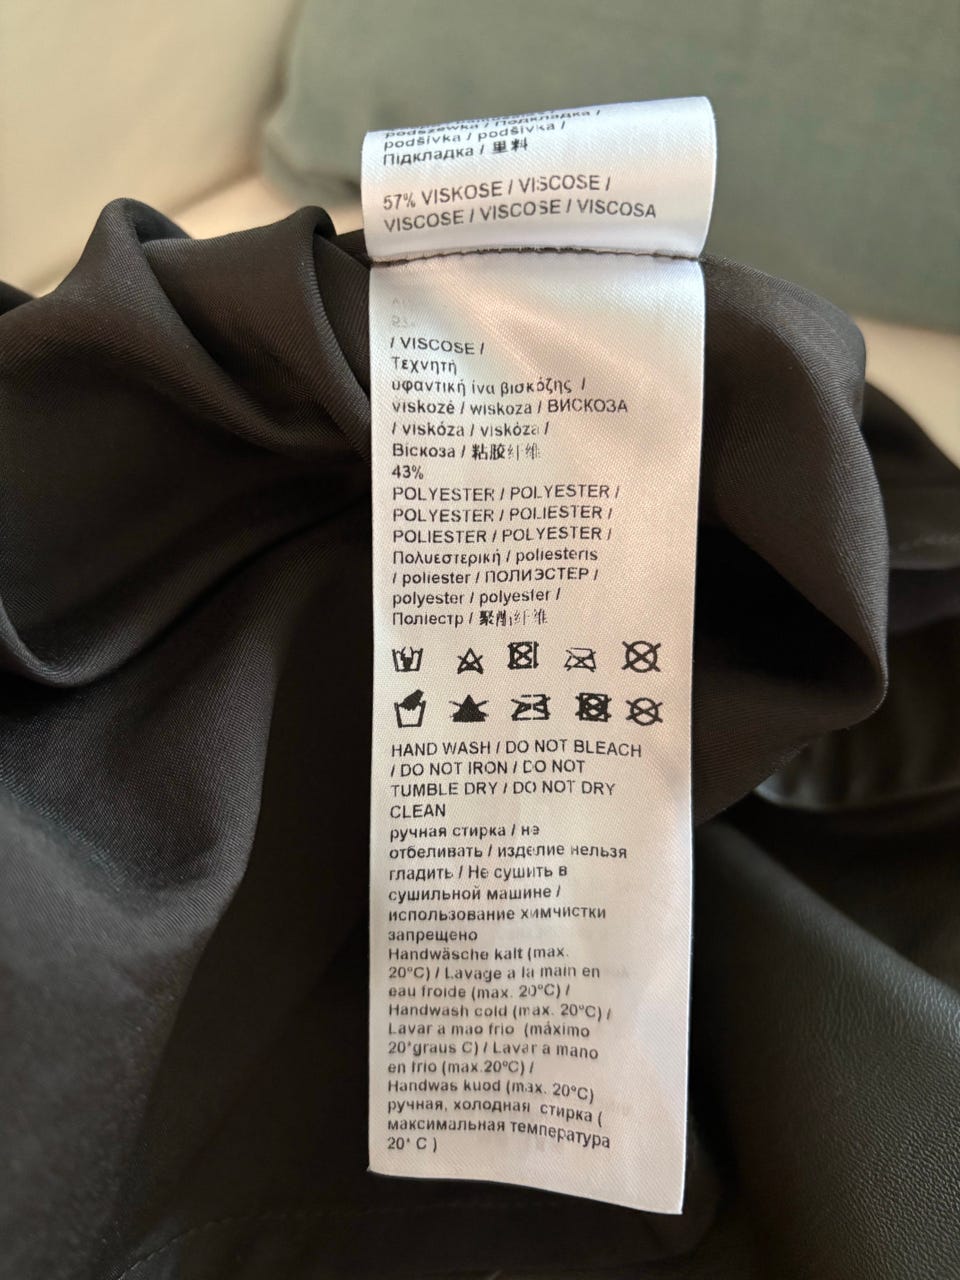 podszewka / Подкладка /
podšívka / podšívka /
Підкладка / 里料
57% VISKOSE / VISCOSE /
VISCOSE / VISCOSE / VISCOSA
/ VISCOSE /
Τεχνητή
υφαντική ίνα βισκόζης /
viskozė / wiskoza / ВИСКОЗА
/ viskóza / viskóza /
Віскоза / 粘胶纤维
43%
POLYESTER / POLYESTER /
POLYESTER / POLIESTER /
POLIESTER / POLYESTER /
Πολυεστερική / poliesteris
/ poliester / ПОЛИЭСТЕР /
polyester / polyester /
Поліестр / 聚酯纤维
HAND WASH / DO NOT BLEACH
/ DO NOT IRON / DO NOT
TUMBLE DRY / DO NOT DRY
CLEAN
ручная стирка / не
отбеливать / изделие нельзя
гладить / Не сушить в
сушильной машине /
использование химчистки
запрещено
Handwäsche kalt (max.
20°C) / Lavage a la main en
eau froide (max. 20°C) /
Handwash cold (max. 20°C) /
Lavar a mao frio (máximo
20°graus C) / Lavar a mano
en frio (max.20°C) /
Handwas kuod (max. 20°C)
ручная, холодная стирка (
максимальная температура
20° C )